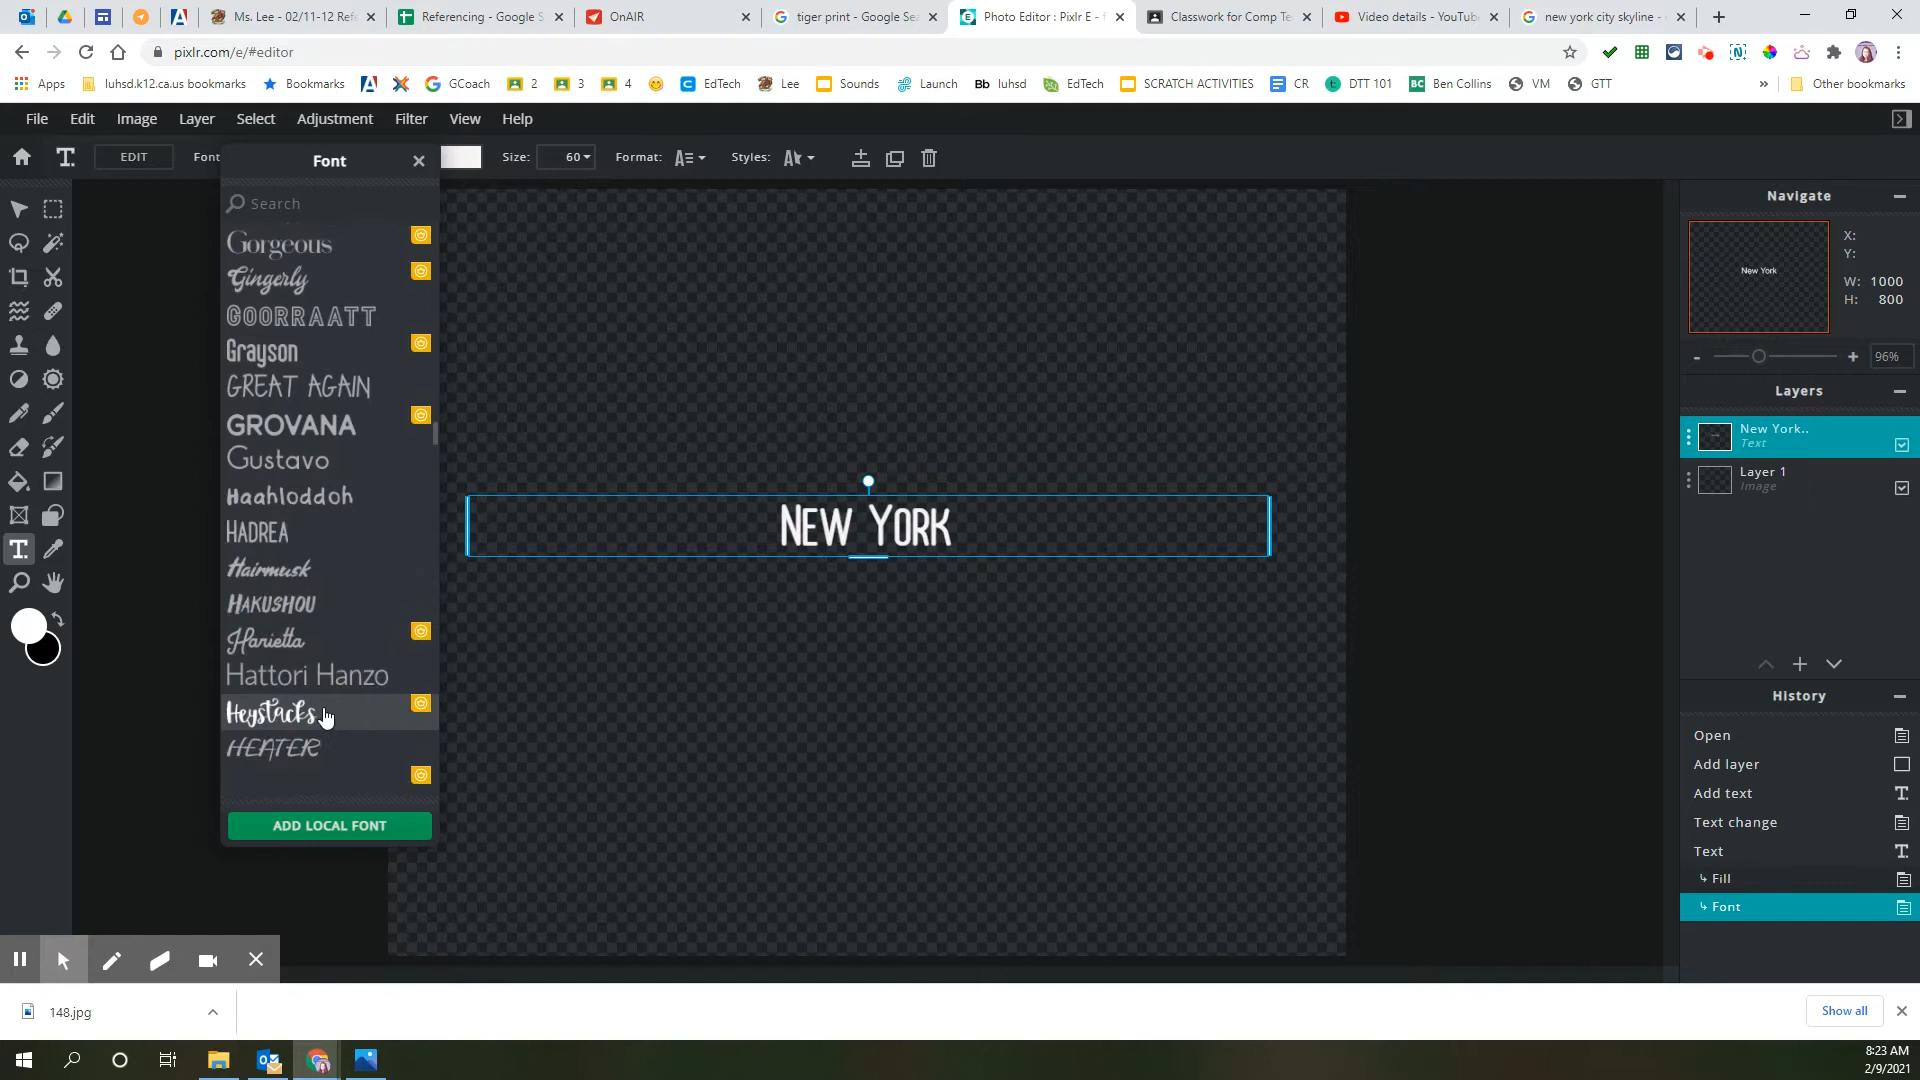 Ms. Lee - 02/11-12 Ref
Referencing - Google S
OnAIR
tiger print - Google Sea
Photo Editor : Pixlr E - f
Classwork for Comp Te
Video details - YouTub
new york city skyline -
pixlr.com/e/#editor
Apps
luhsd.k12.ca.us bookmarks
Bookmarks
GCoach
2
3
4
EdTech
Lee
Sounds
Launch
Bb luhsd
EdTech
SCRATCH ACTIVITIES
CR
DTT 101
BC Ben Collins
VM
GTT
»
Other bookmarks
File
Edit
Image
Layer
Select
Adjustment
Filter
View
Help
EDIT
Font
Size:
60
Format:
Styles:
Font
Search
Gorgeous
Gingerly
GOORRAATT
Grayson
GREAT AGAIN
GROVANA
Gustavo
Haahloddoh
HADREA
Hairmusk
HAKUSHOU
Harietta
Hattori Hanzo
Heystacks
HEATER
ADD LOCAL FONT
NEW YORK
Navigate
New York
X:
Y:
W: 1000
H: 800
- + 96%
Layers
New York..
Text
Layer 1
Image
History
Open
Add layer
Add text
Text change
Text
Fill
Font
148.jpg
Show all
8:23 AM
2/9/2021